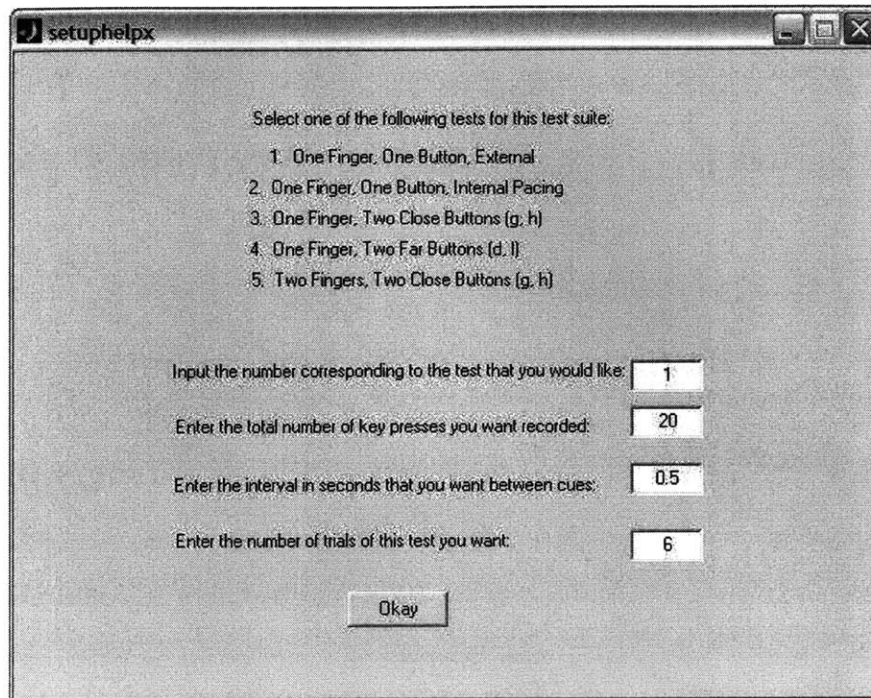 setuphelpx
Select one of the following tests for this test suite:
1. One Finger, One Button, External
2. One Finger, One Button, Internal Pacing
3. One Finger, Two Close Buttons (g, h)
4. One Finger, Two Far Buttons (d, l)
5. Two Fingers, Two Close Buttons (g, h)
Input the number corresponding to the test that you would like: 1
Enter the total number of key presses you want recorded: 20
Enter the interval in seconds that you want between cues: 0.5
Enter the number of trials of this test you want: 6
Okay